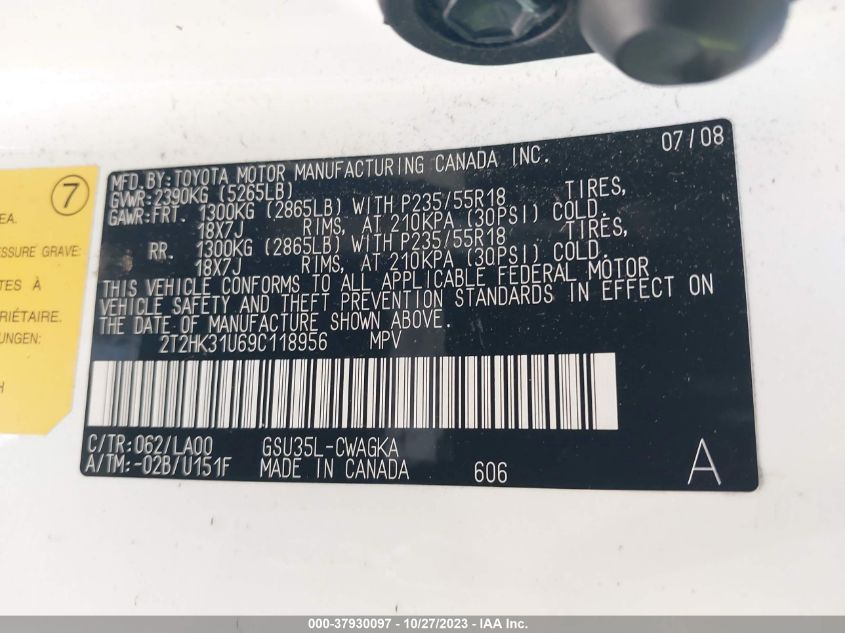 07/08
MFD.BY:TOYOTA MOTOR MANUFACTURING CANADA INC.
GVWR:2390KG (5265LB)
GAWR:FRT. 1300KG (2865LB) WITH P235/55R18 TIRES,
18X7J RIMS, AT 210KPA (30PSI) COLD.
RR. 1300KG (2865LB) WITH P235/55R18 TIRES,
18X7J RIMS, AT 210KPA (30PSI) COLD.
THIS VEHICLE CONFORMS TO ALL APPLICABLE FEDERAL MOTOR
VEHICLE SAFETY AND THEFT PREVENTION STANDARDS IN EFFECT ON
THE DATE OF MANUFACTURE SHOWN ABOVE.
2T2HK31U69C118956 MPV
C/TR:062/LA00 GSU35L-CWAGKA
A/TM:-02B/U151F MADE IN CANADA 606 A
7
EA.
ESSURE GRAVE:
TES À
PRIÉTAIRE.
UNGEN:
H
000-37930097 - 10/27/2023 - IAA Inc.